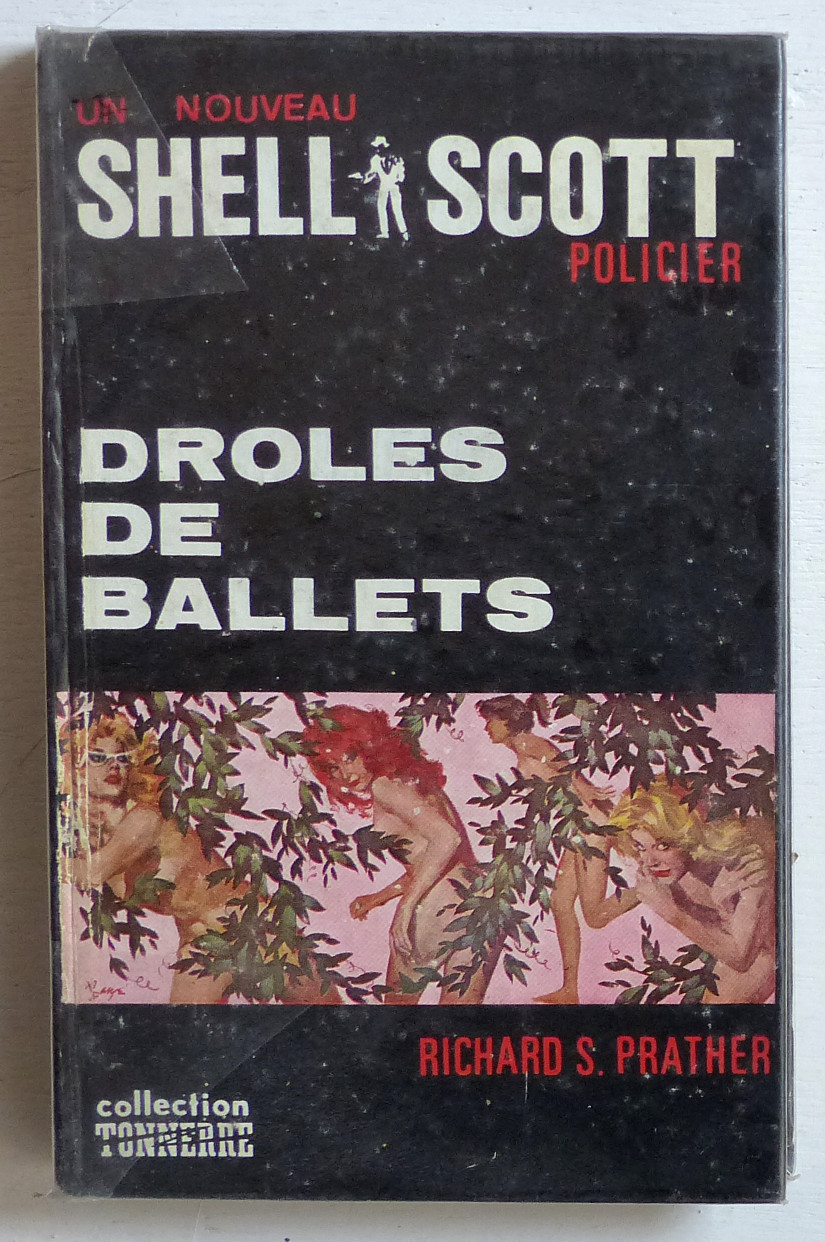 UN NOUVEAU
SHELL SCOTT
POLICIER
DROLES
DE
BALLETS
RICHARD S. PRATHER
collection
TONNERRE